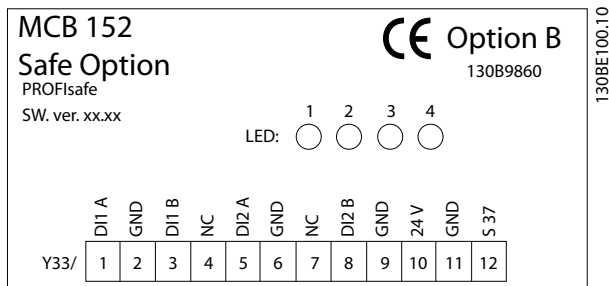 MCB 152
Safe Option
PROFIsafe
SW. ver. xx.xx
CE Option B
130B9860
LED: 1 2 3 4
DI1 A GND DI1 B NC DI2 A GND NC DI2 B GND 24 V GND S 37
Y33/ 1 2 3 4 5 6 7 8 9 10 11 12
130BE100.10